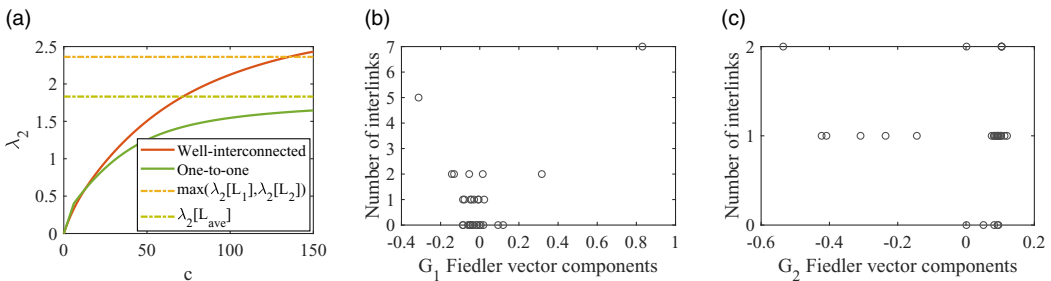 (a)
2.5
2
1.5
1
0.5
0
λ2
0 50 100 150
c
Well-interconnected
One-to-one
max(λ2[L1],λ2[L2])
λ2[Lave]
(b)
7
6
5
4
3
2
1
0
Number of interlinks
-0.4 -0.2 0 0.2 0.4 0.6 0.8 1
G1 Fiedler vector components
(c)
2
1
0
Number of interlinks
-0.6 -0.4 -0.2 0 0.2
G2 Fiedler vector components